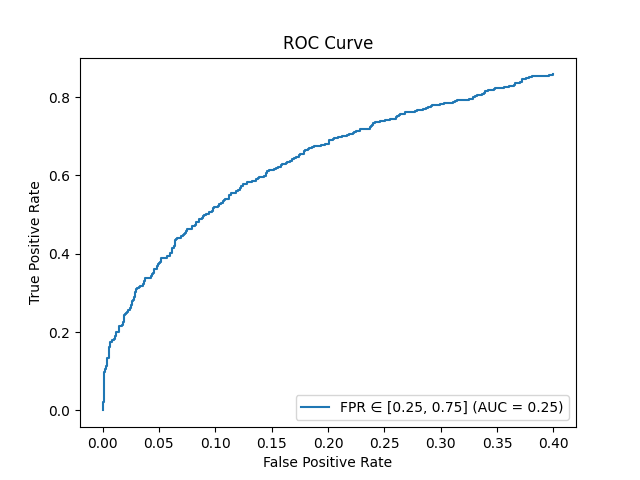 ROC Curve
True Positive Rate
0.8
0.6
0.4
0.2
0.0
FPR ∈ [0.25, 0.75] (AUC = 0.25)
0.00 0.05 0.10 0.15 0.20 0.25 0.30 0.35 0.40
False Positive Rate